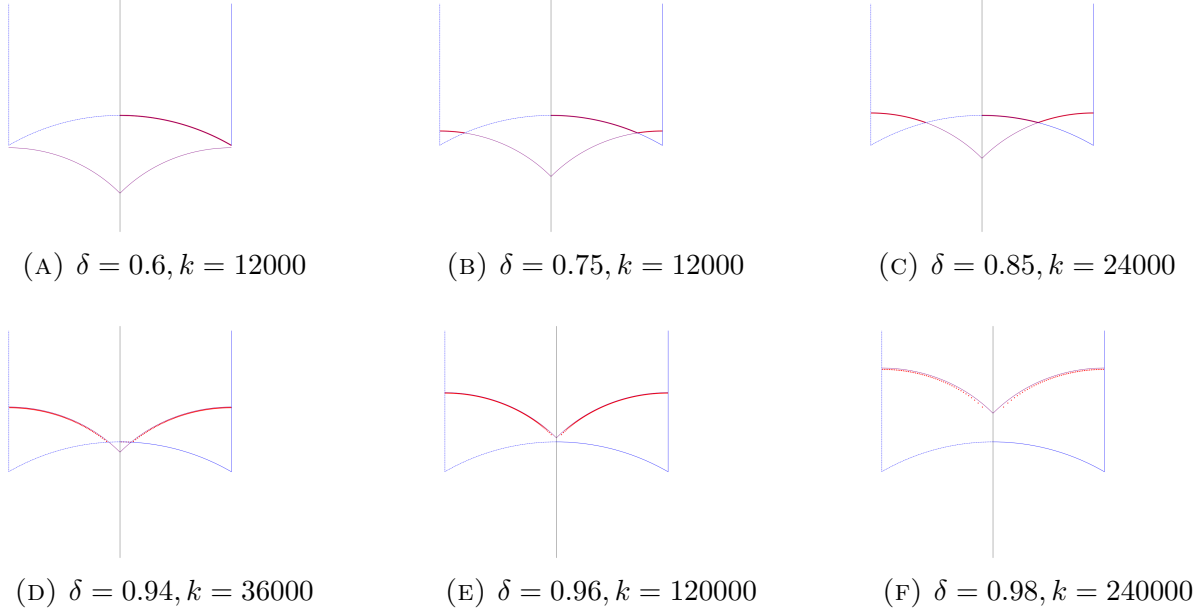 (A) δ = 0.6, k = 12000
(B) δ = 0.75, k = 12000
(C) δ = 0.85, k = 24000
(D) δ = 0.94, k = 36000
(E) δ = 0.96, k = 120000
(F) δ = 0.98, k = 240000